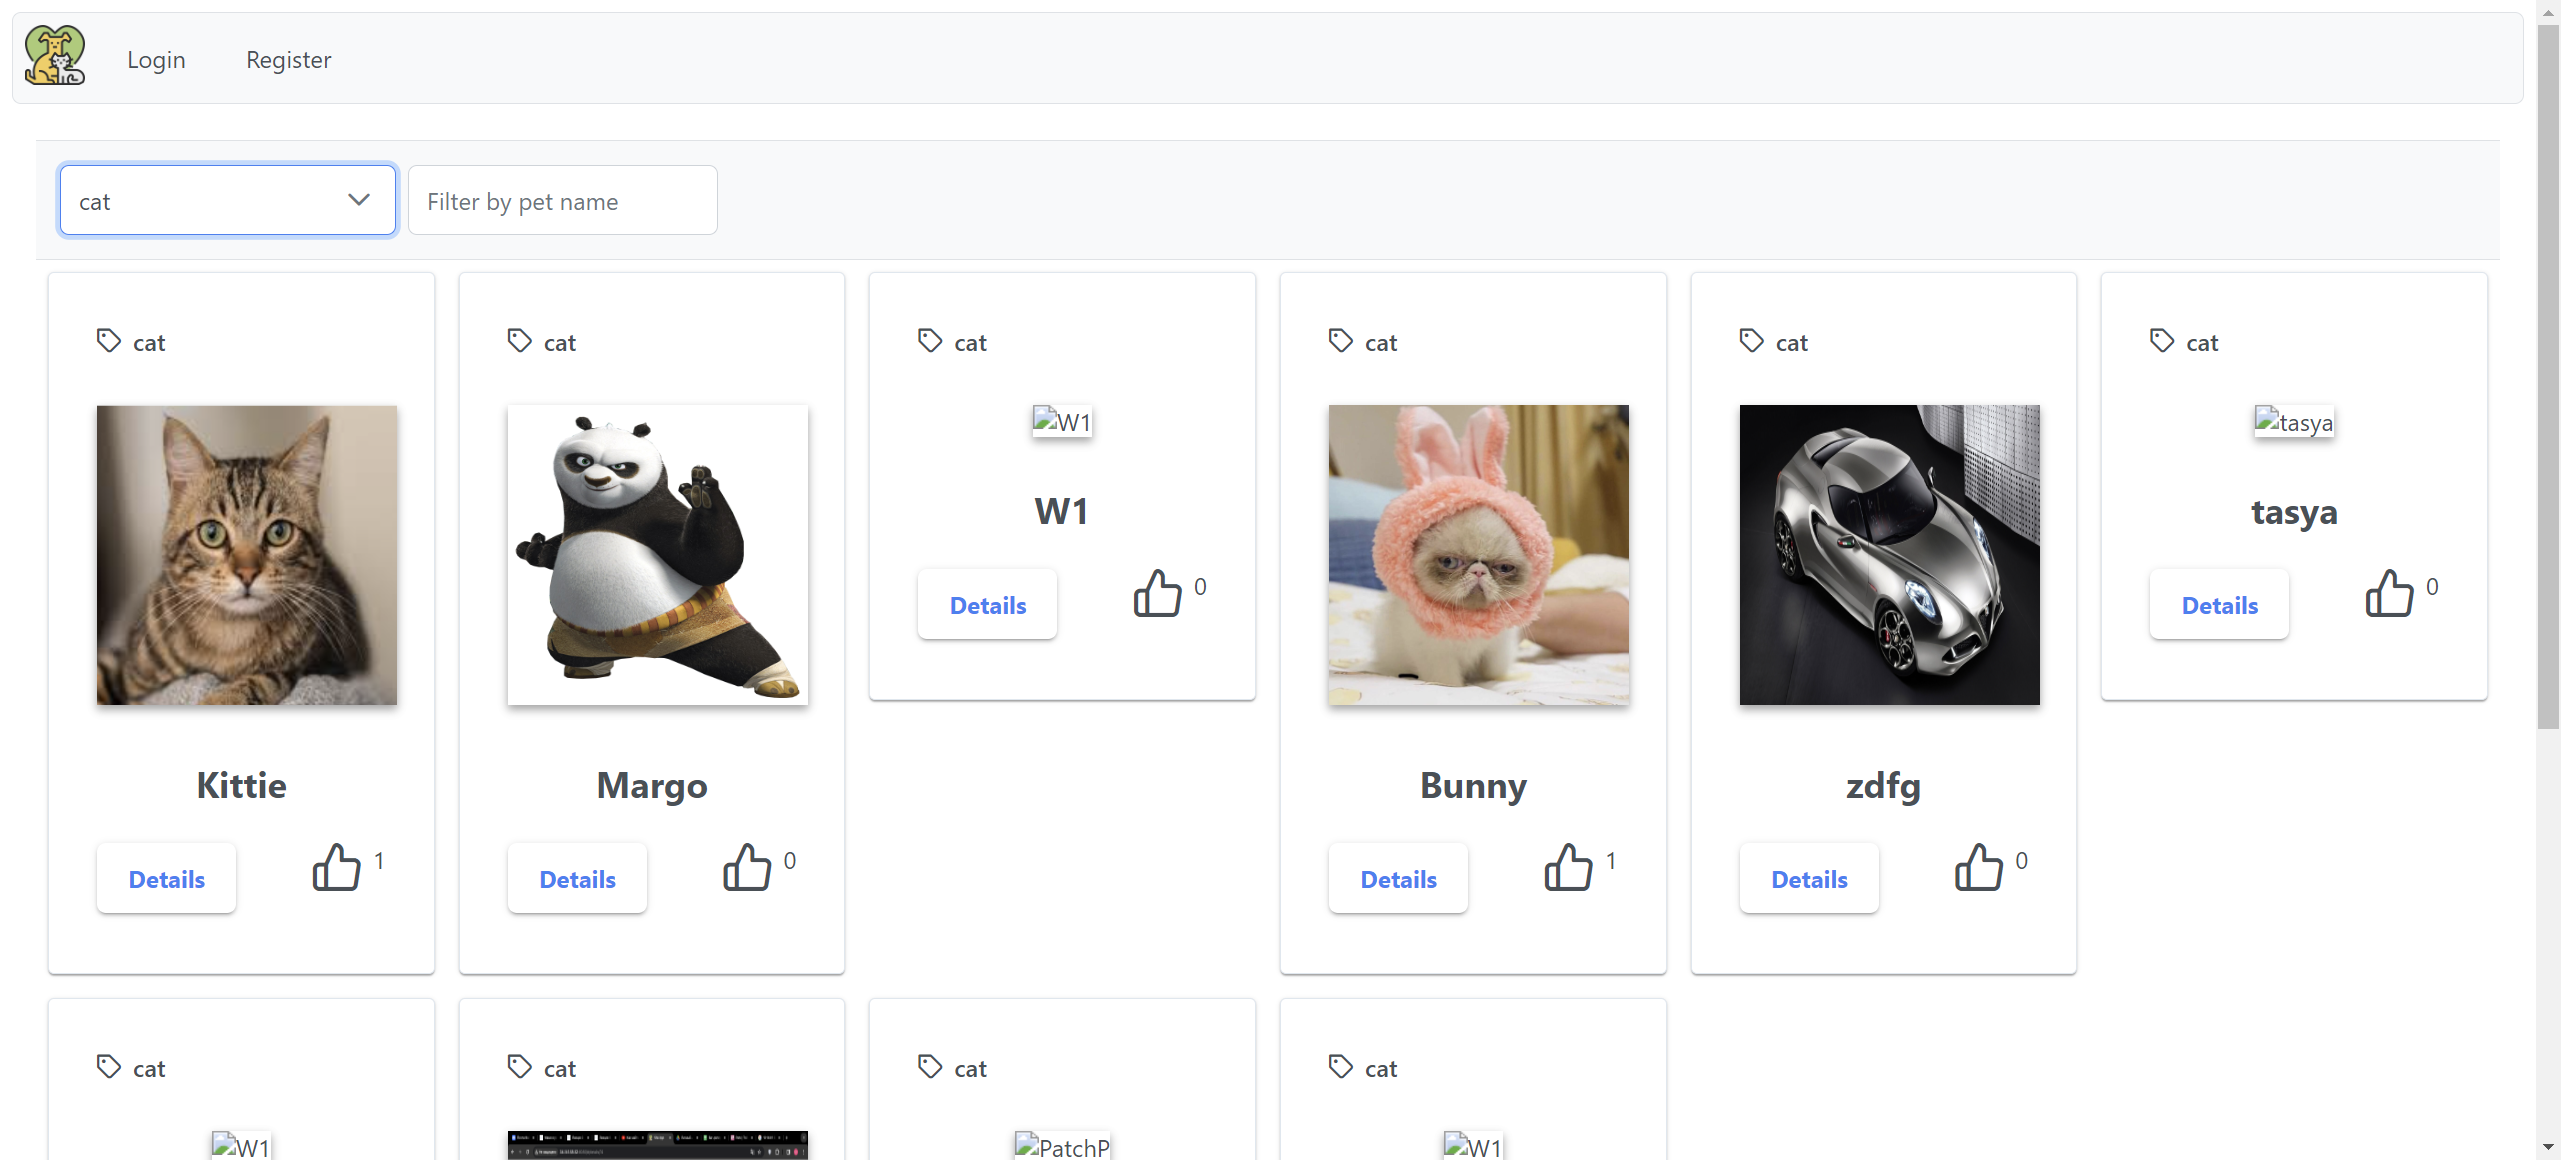 Login
Register
cat
Filter by pet name
cat
cat
cat
cat
cat
cat
W1
tasya
W1
tasya
Details
0
Details
0
Kittie
Margo
Bunny
zdfg
Details
1
Details
0
Details
1
Details
0
cat
cat
cat
cat
W1
PatchP
W1